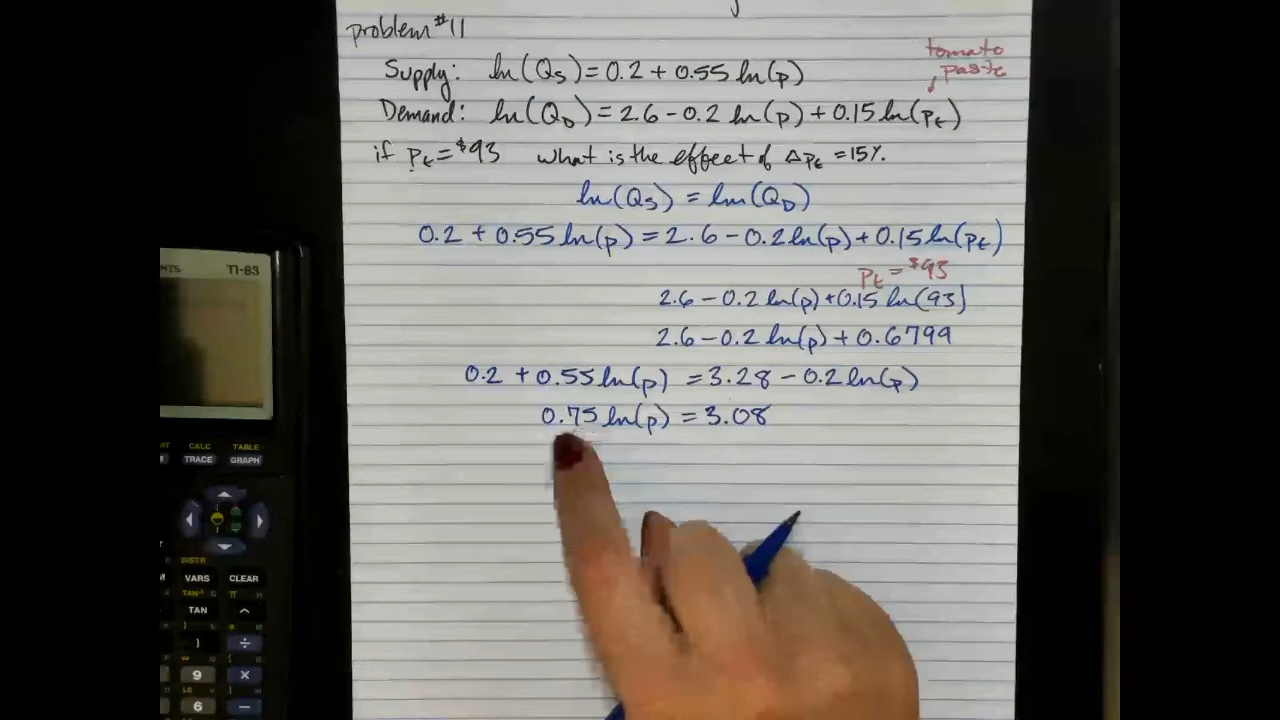 problem #11
tomato
paste
Supply: ln(Qs) = 0.2 + 0.55 ln(p)
Demand: ln(QD) = 2.6 - 0.2 ln(p) + 0.15 ln(pt)
if pt = $93 what is the effect of Δpt = 15%.
ln(Qs) = ln(QD)
0.2 + 0.55 ln(p) = 2.6 - 0.2 ln(p) + 0.15 ln(pt)
pt = $93
2.6 - 0.2 ln(p) + 0.15 ln(93)
2.6 - 0.2 ln(p) + 0.6799
0.2 + 0.55 ln(p) = 3.28 - 0.2 ln(p)
0.75 ln(p) = 3.08
TI-83
CALC TABLE
TRACE GRAPH
DISTR
VARS CLEAR
TAN-1
TAN ^
) ÷
9 ×
6 −